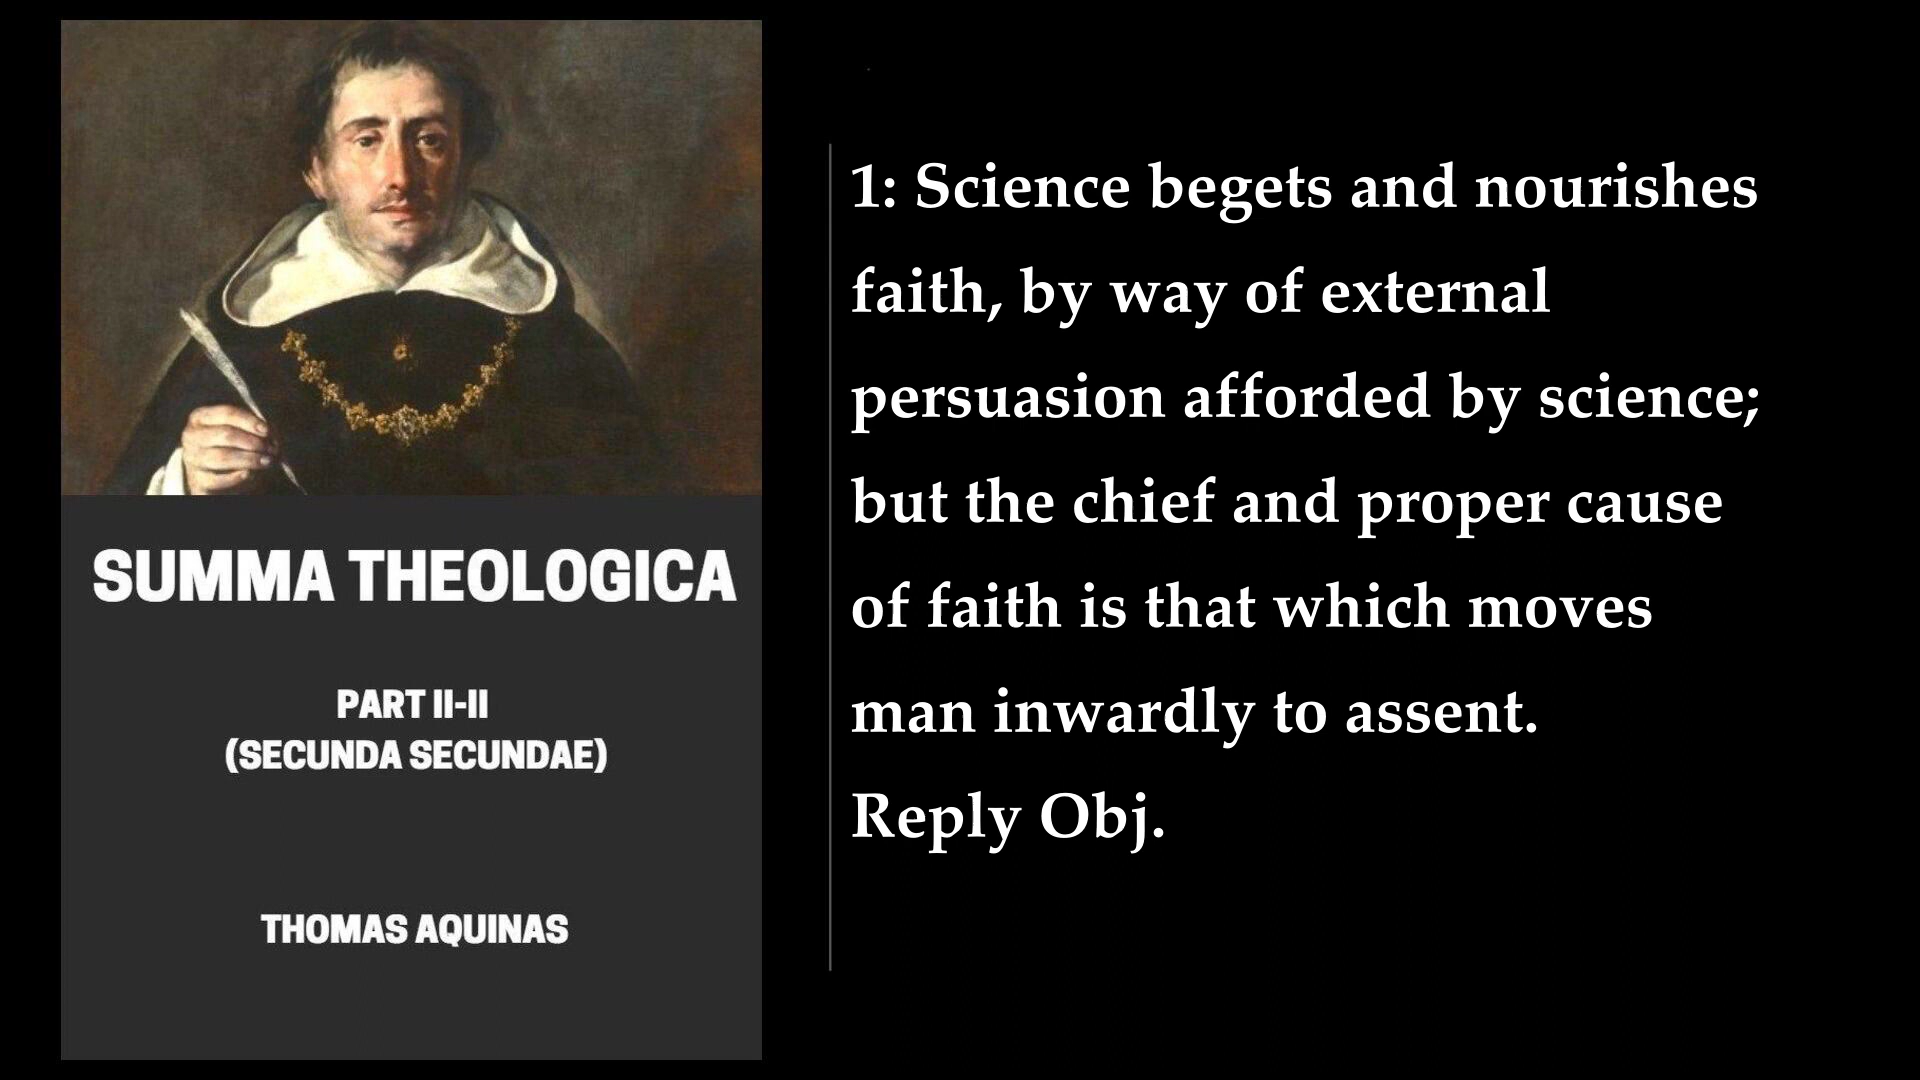 SUMMA THEOLOGICA
PART II-II
(SECUNDA SECUNDAE)
THOMAS AQUINAS
1: Science begets and nourishes
faith, by way of external
persuasion afforded by science;
but the chief and proper cause
of faith is that which moves
man inwardly to assent.
Reply Obj.